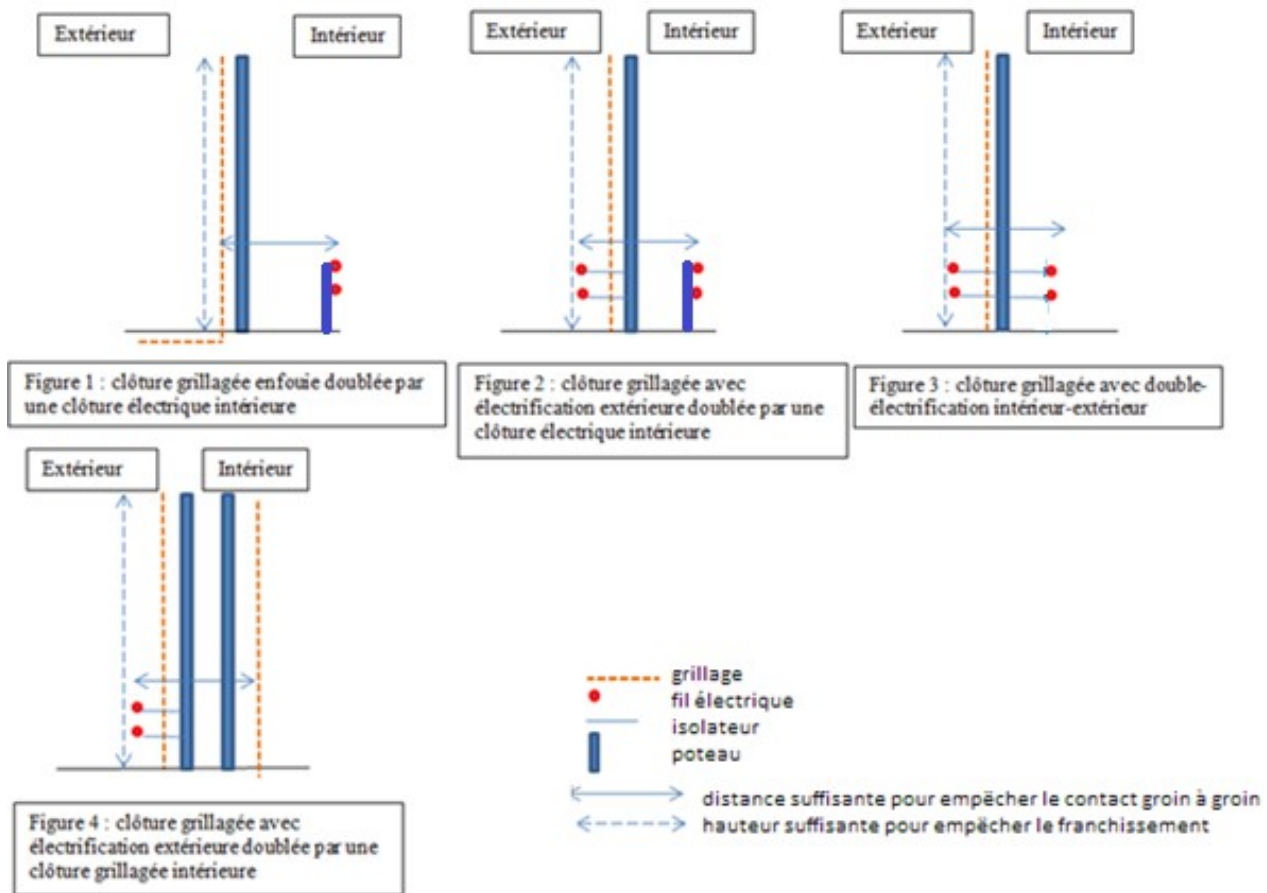 Extérieur
Intérieur
Extérieur
Intérieur
Extérieur
Intérieur
Figure 1 : clôture grillagée enfouie doublée par
une clôture électrique intérieure
Figure 2 : clôture grillagée avec
électrification extérieure doublée par une
clôture électrique intérieure
Figure 3 : clôture grillagée avec double-
électrification intérieur-extérieur
Extérieur
Intérieur
Figure 4 : clôture grillagée avec
électrification extérieure doublée par une
clôture grillagée intérieure
grillage
fil électrique
isolateur
poteau
distance suffisante pour empëcher le contact groin à groin
hauteur suffisante pour empëcher le franchissement